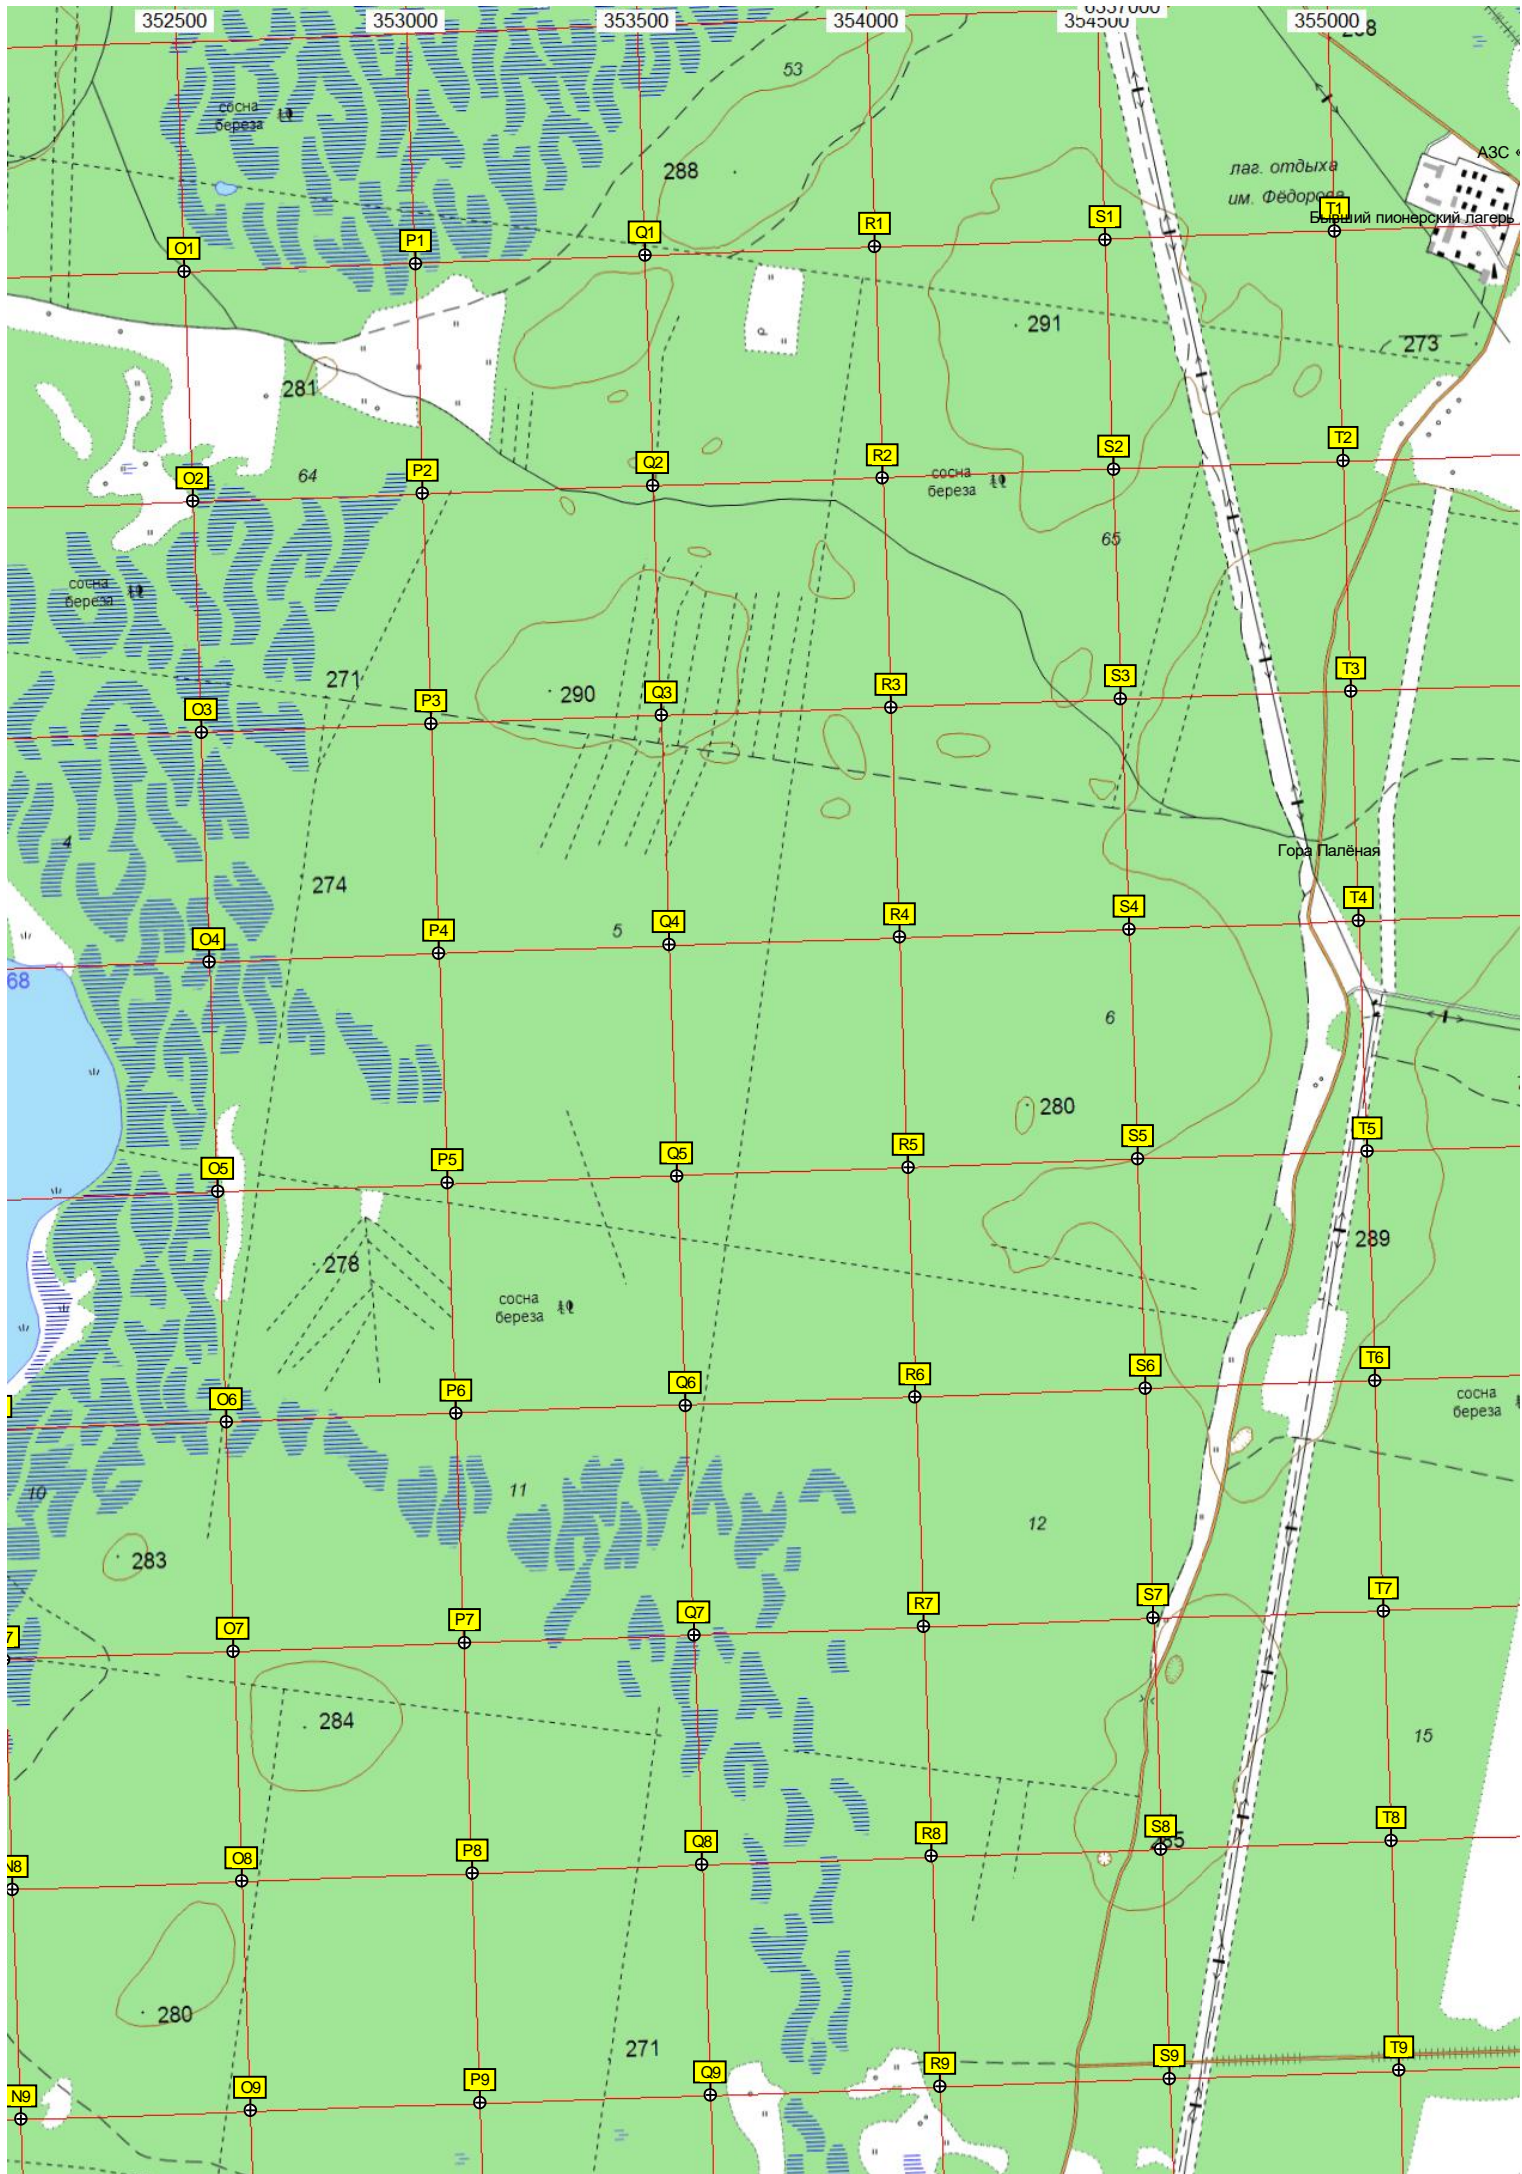 6337000
352500 353000 353500 354000 354500 355000
53
сосна
береза
288
АЗС «
лаг. отдыха
им. Фёдорова
Бывший пионерский лагерь
O1 P1 Q1 R1 S1 T1
291
273
281
64
O2 P2 Q2 R2 S2 T2
сосна
береза
65
сосна
береза
271
290
O3 P3 Q3 R3 S3 T3
4
Гора Палёная
274
5
O4 P4 Q4 R4 S4 T4
68
6
280
O5 P5 Q5 R5 S5 T5
289
278
сосна
береза
O6 P6 Q6 R6 S6 T6
сосна
береза
10
11
12
283
7 O7 P7 Q7 R7 S7 T7
284
15
285
N8 O8 P8 Q8 R8 S8 T8
280
271
N9 O9 P9 Q9 R9 S9 T9